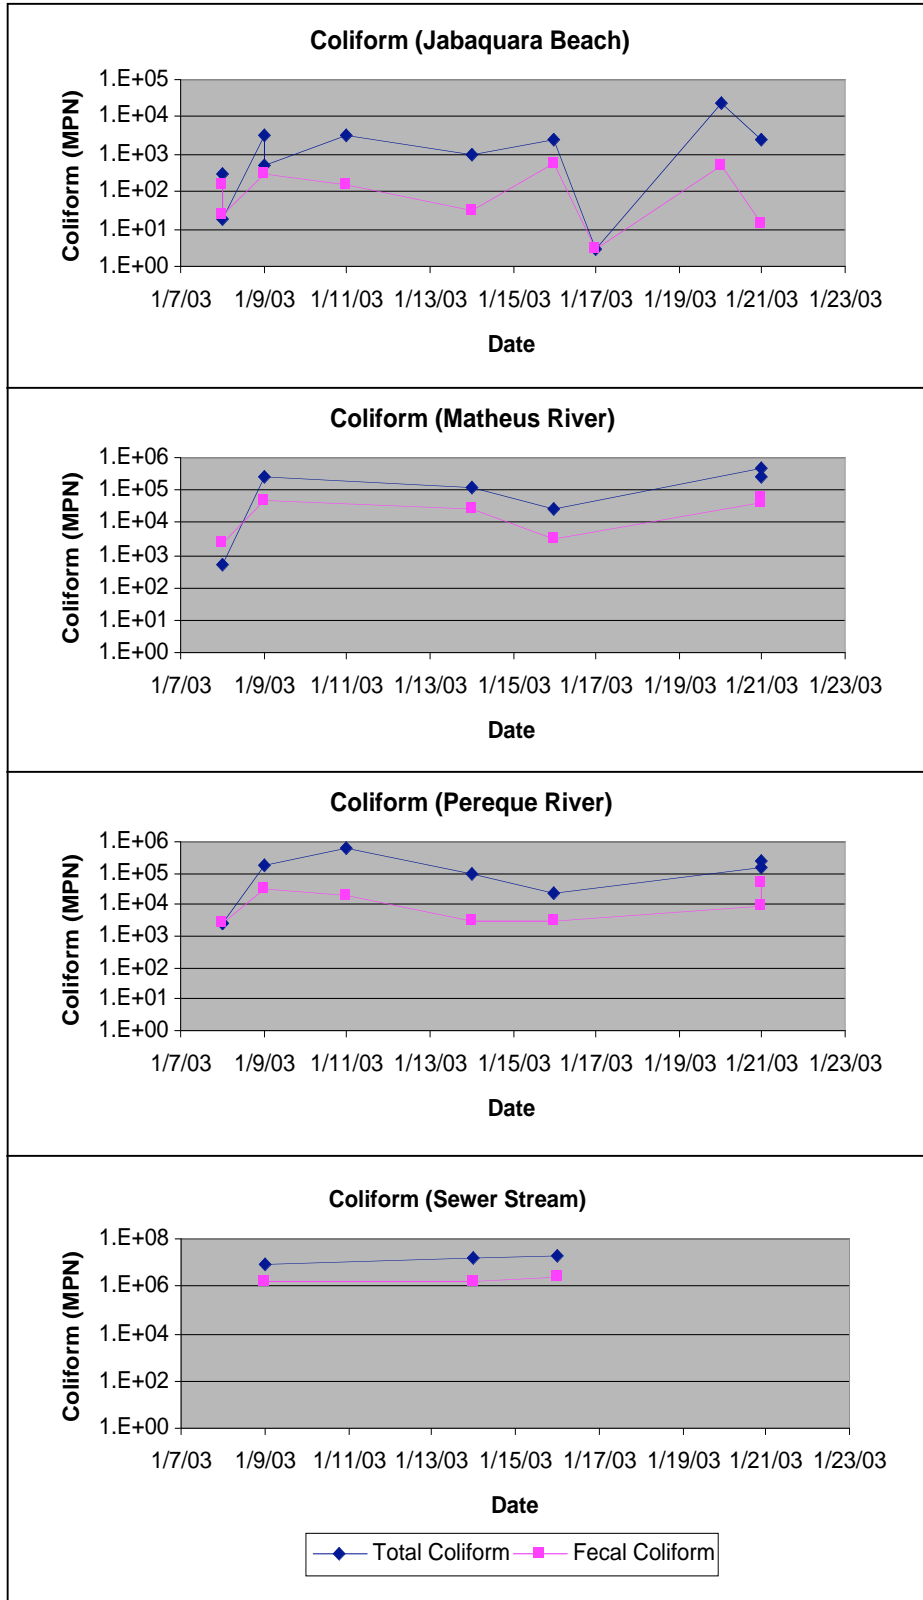 Coliform (Jabaquara Beach)
Coliform (MPN)
1.E+05
1.E+04
1.E+03
1.E+02
1.E+01
1.E+00
1/7/03 1/9/03 1/11/03 1/13/03 1/15/03 1/17/03 1/19/03 1/21/03 1/23/03
Date
Coliform (Matheus River)
Coliform (MPN)
1.E+06
1.E+05
1.E+04
1.E+03
1.E+02
1.E+01
1.E+00
1/7/03 1/9/03 1/11/03 1/13/03 1/15/03 1/17/03 1/19/03 1/21/03 1/23/03
Date
Coliform (Pereque River)
Coliform (MPN)
1.E+06
1.E+05
1.E+04
1.E+03
1.E+02
1.E+01
1.E+00
1/7/03 1/9/03 1/11/03 1/13/03 1/15/03 1/17/03 1/19/03 1/21/03 1/23/03
Date
Coliform (Sewer Stream)
Coliform (MPN)
1.E+08
1.E+06
1.E+04
1.E+02
1.E+00
1/7/03 1/9/03 1/11/03 1/13/03 1/15/03 1/17/03 1/19/03 1/21/03 1/23/03
Date
Total Coliform Fecal Coliform